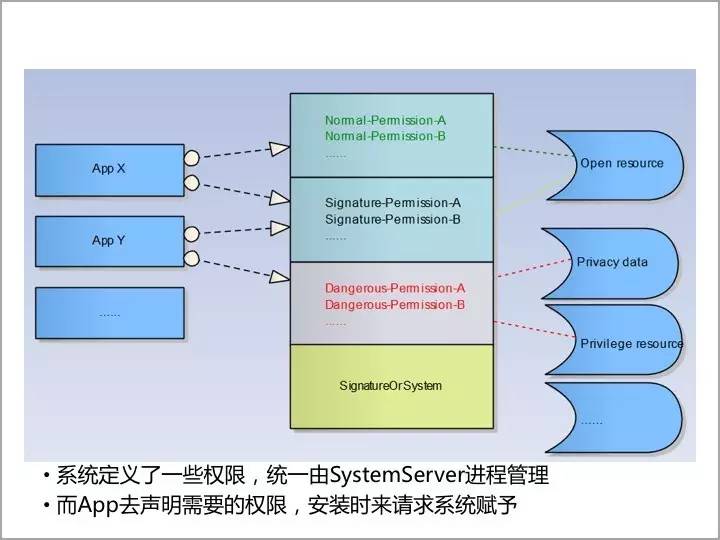 App X
App Y
......
Normal-Permission-A
Normal-Permission-B
......
Signature-Permission-A
Signature-Permission-B
......
Dangerous-Permission-A
Dangerous-Permission-B
......
SignatureOrSystem
Open resource
Privacy data
Privilege resource
......
• 系统定义了一些权限，统一由SystemServer进程管理
• 而App去声明需要的权限，安装时来请求系统赋予